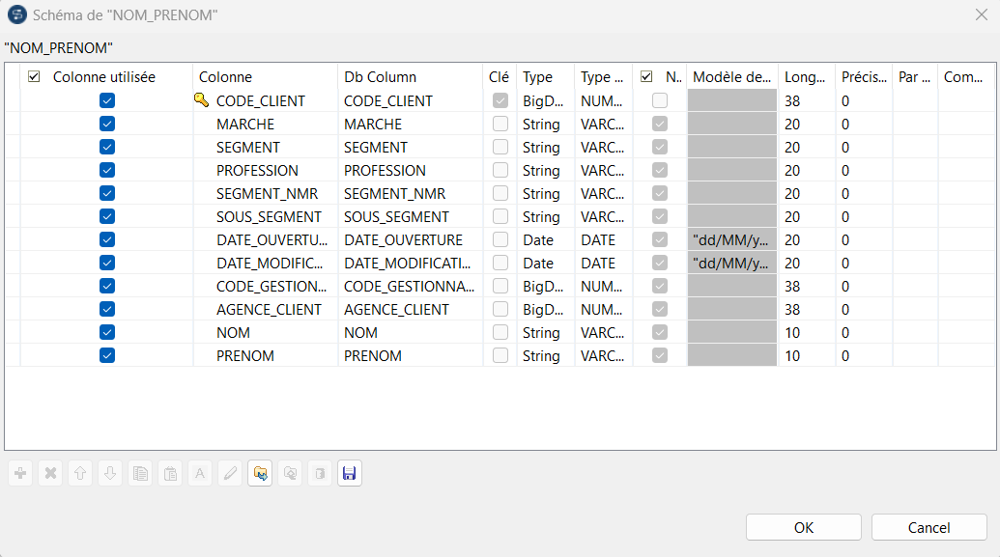 Schéma de "NOM_PRENOM"
"NOM_PRENOM"
Colonne utilisée Colonne Db Column Clé Type Type ... N.. Modèle de... Long... Précis... Par ... Com...
CODE_CLIENT CODE_CLIENT BigD... NUM... 38 0
MARCHE MARCHE String VARC... 20 0
SEGMENT SEGMENT String VARC... 20 0
PROFESSION PROFESSION String VARC... 20 0
SEGMENT_NMR SEGMENT_NMR String VARC... 20 0
SOUS_SEGMENT SOUS_SEGMENT String VARC... 20 0
DATE_OUVERTU... DATE_OUVERTURE Date DATE "dd/MM/y... 20 0
DATE_MODIFIC... DATE_MODIFICATI... Date DATE "dd/MM/y... 20 0
CODE_GESTION... CODE_GESTIONNA... BigD... NUM... 38 0
AGENCE_CLIENT AGENCE_CLIENT BigD... NUM... 38 0
NOM NOM String VARC... 10 0
PRENOM PRENOM String VARC... 10 0
OK Cancel